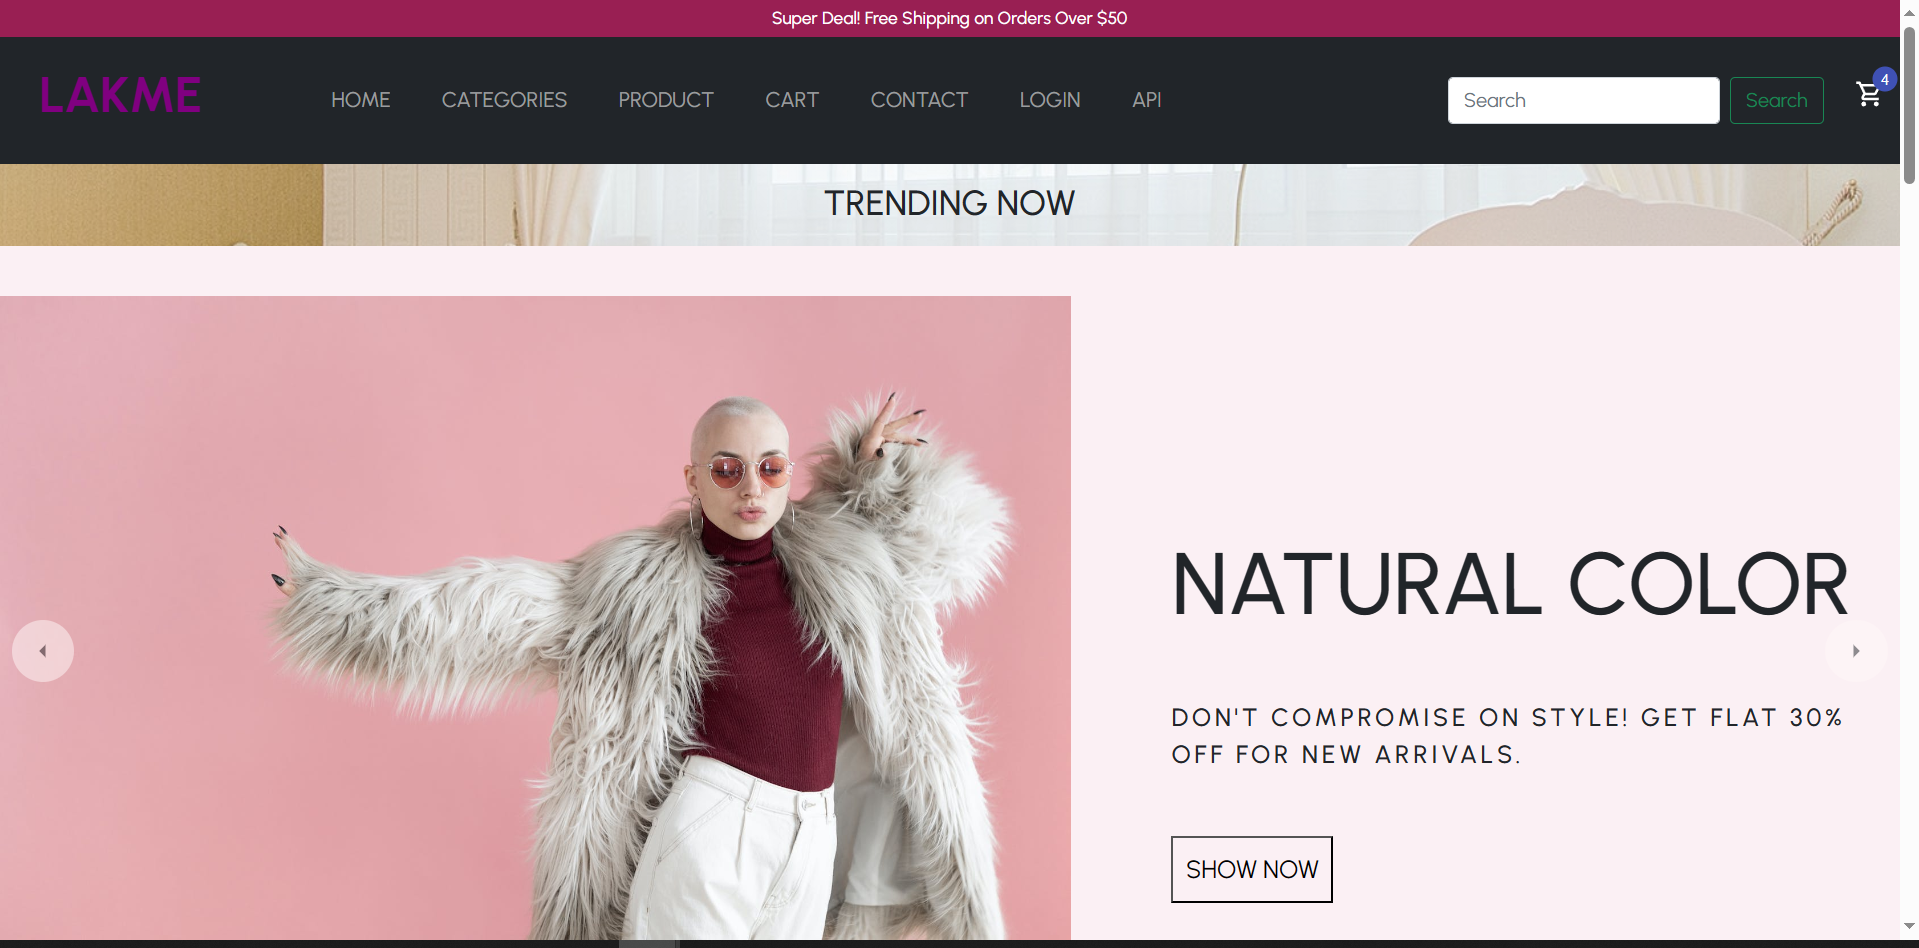 Super Deal! Free Shipping on Orders Over $50
LAKME
HOME
CATEGORIES
PRODUCT
CART
CONTACT
LOGIN
API
Search
Search
4
TRENDING NOW
NATURAL COLOR
DON'T COMPROMISE ON STYLE! GET FLAT 30%
OFF FOR NEW ARRIVALS.
SHOW NOW